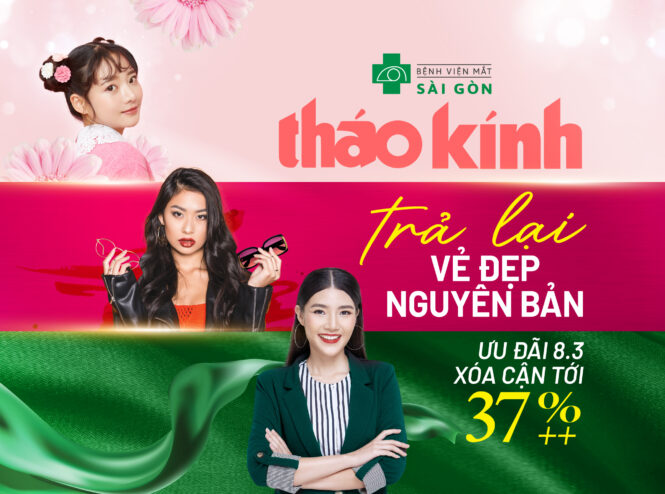 BỆNH VIỆN MẮT
SÀI GÒN
tháo kính
trả lại
VẺ ĐẸP
NGUYÊN BẢN
ƯU ĐÃI 8.3
XÓA CẬN TỚI
37%++